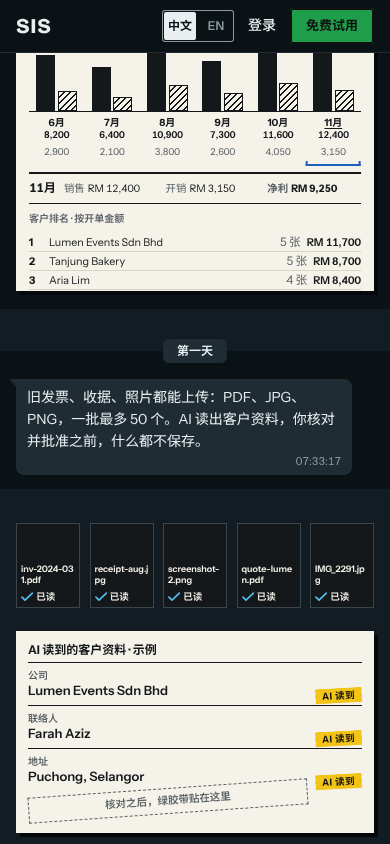 SIS 中文 EN 登录 免费试用
6月 7月 8月 9月 10月 11月
8,200 6,400 10,900 7,300 11,600 12,400
2,900 2,100 3,800 2,600 4,050 3,150
11月 销售 RM 12,400 开销 RM 3,150 净利 RM 9,250
客户排名·按开单金额
1 Lumen Events Sdn Bhd 5 张 RM 11,700
2 Tanjung Bakery 5 张 RM 8,700
3 Aria Lim 4 张 RM 8,400
第一天
旧发票、收据、照片都能上传：PDF、JPG、
PNG，一批最多 50 个。AI 读出客户资料，你核对
并批准之前，什么都不保存。
07:33:17
inv-2024-03
1.pdf
已读
receipt-aug.j
pg
已读
screenshot-
2.png
已读
quote-lume
n.pdf
已读
IMG_2291.jp
g
已读
AI 读到的客户资料·示例
公司
Lumen Events Sdn Bhd AI 读到
联络人
Farah Aziz AI 读到
地址
Puchong, Selangor AI 读到
核对之后，绿胶带贴在这里